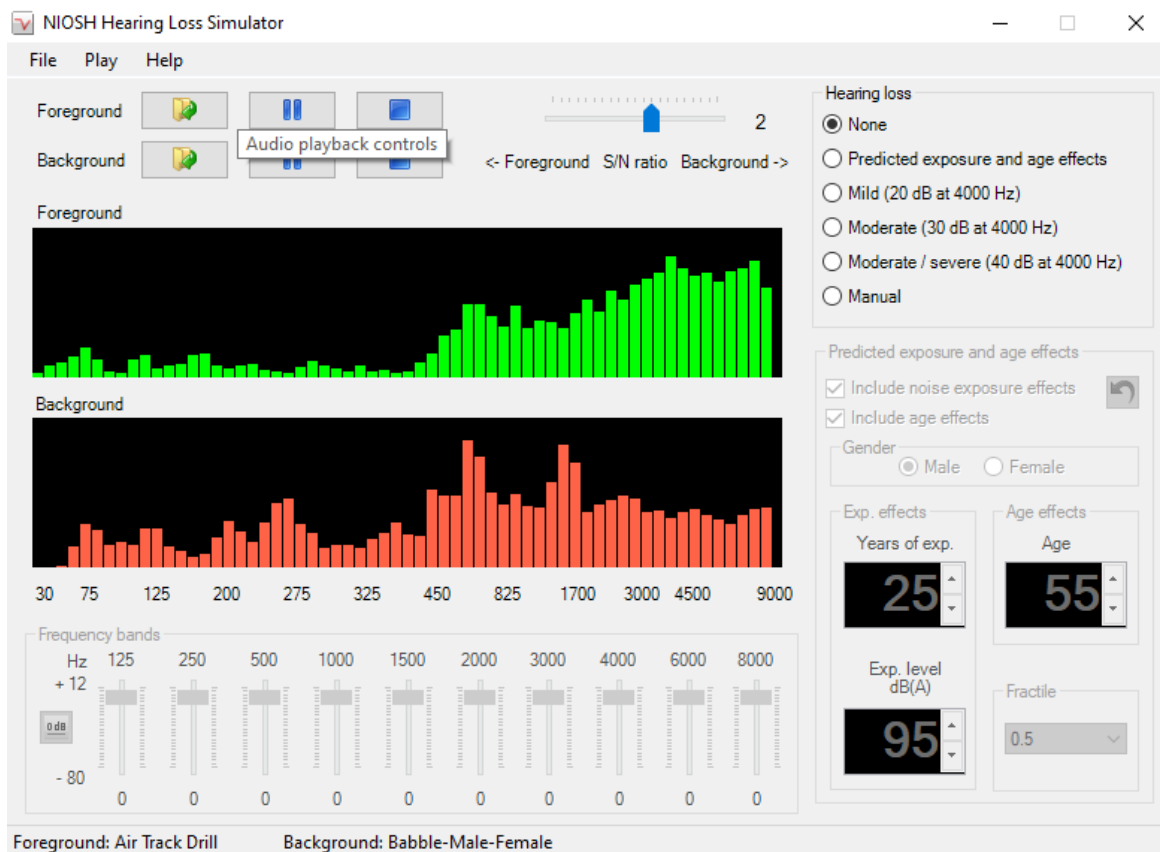 NIOSH Hearing Loss Simulator
File Play Help
Foreground
Audio playback controls
Background
2
<- Foreground S/N ratio Background ->
Foreground
Background
30 75 125 200 275 325 450 825 1700 3000 4500 9000
Frequency bands
Hz 125 250 500 1000 1500 2000 3000 4000 6000 8000
+ 12
0 dB
- 80
0 0 0 0 0 0 0 0 0 0
Hearing loss
None
Predicted exposure and age effects
Mild (20 dB at 4000 Hz)
Moderate (30 dB at 4000 Hz)
Moderate / severe (40 dB at 4000 Hz)
Manual
Predicted exposure and age effects
Include noise exposure effects
Include age effects
Gender
Male Female
Exp. effects
Years of exp.
25
Exp. level
dB(A)
95
Age effects
Age
55
Fractile
0.5
Foreground: Air Track Drill Background: Babble-Male-Female